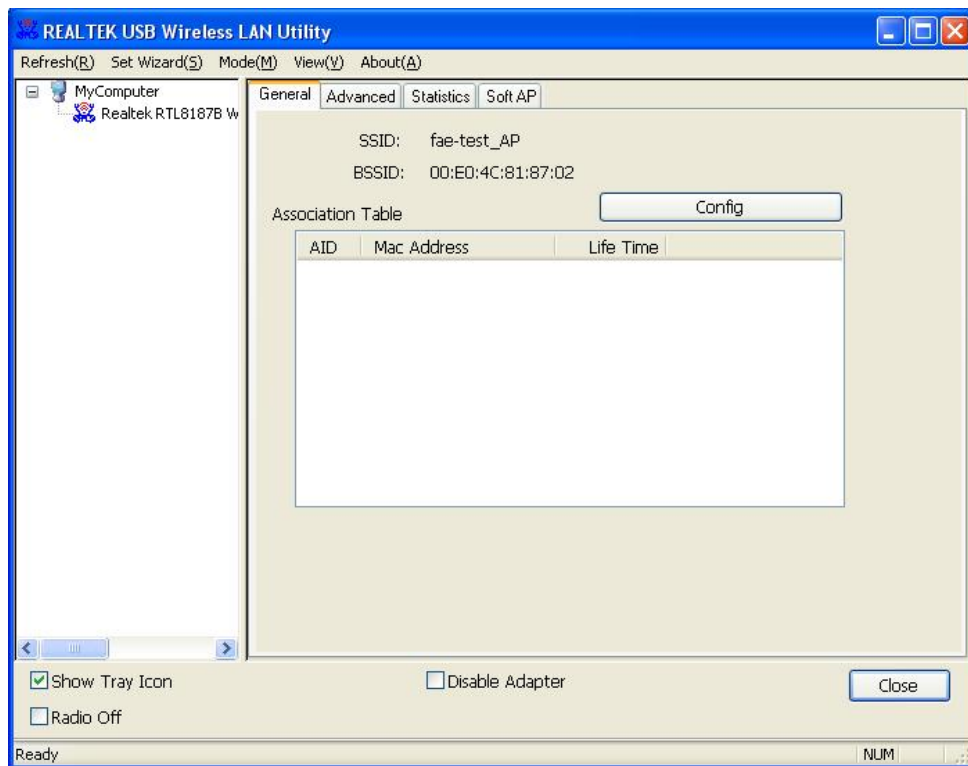 REALTEK USB Wireless LAN Utility
Refresh(R) Set Wizard(S) Mode(M) View(V) About(A)
MyComputer
Realtek RTL8187B W
General Advanced Statistics Soft AP
SSID: fae-test_AP
BSSID: 00:E0:4C:81:87:02
Association Table
Config
AID Mac Address Life Time
Show Tray Icon
Disable Adapter
Close
Radio Off
Ready
NUM